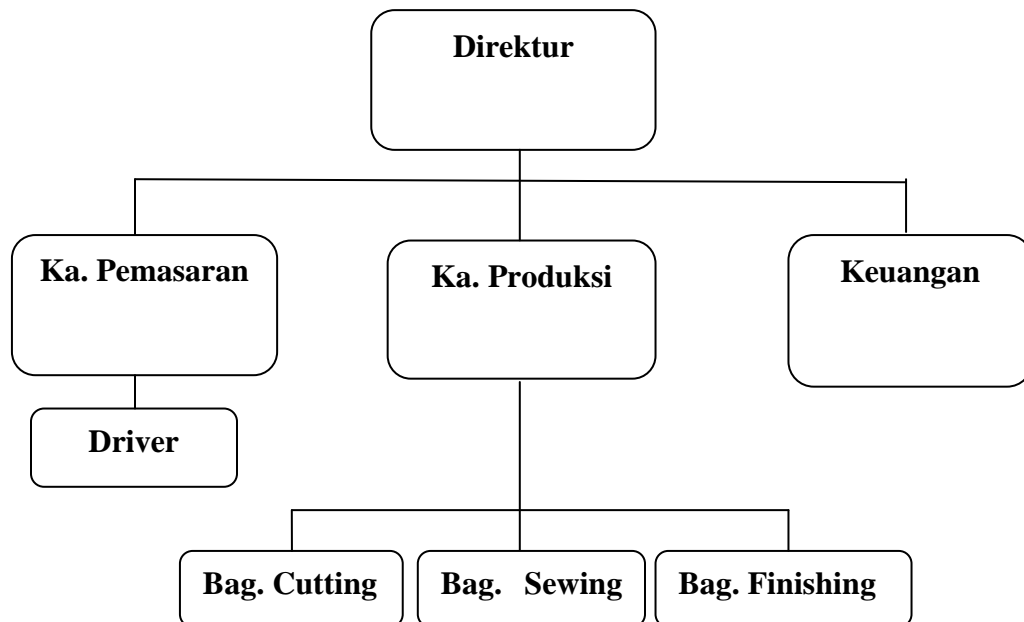 Direktur
Ka. Pemasaran
Ka. Produksi
Keuangan
Driver
Bag. Cutting
Bag. Sewing
Bag. Finishing